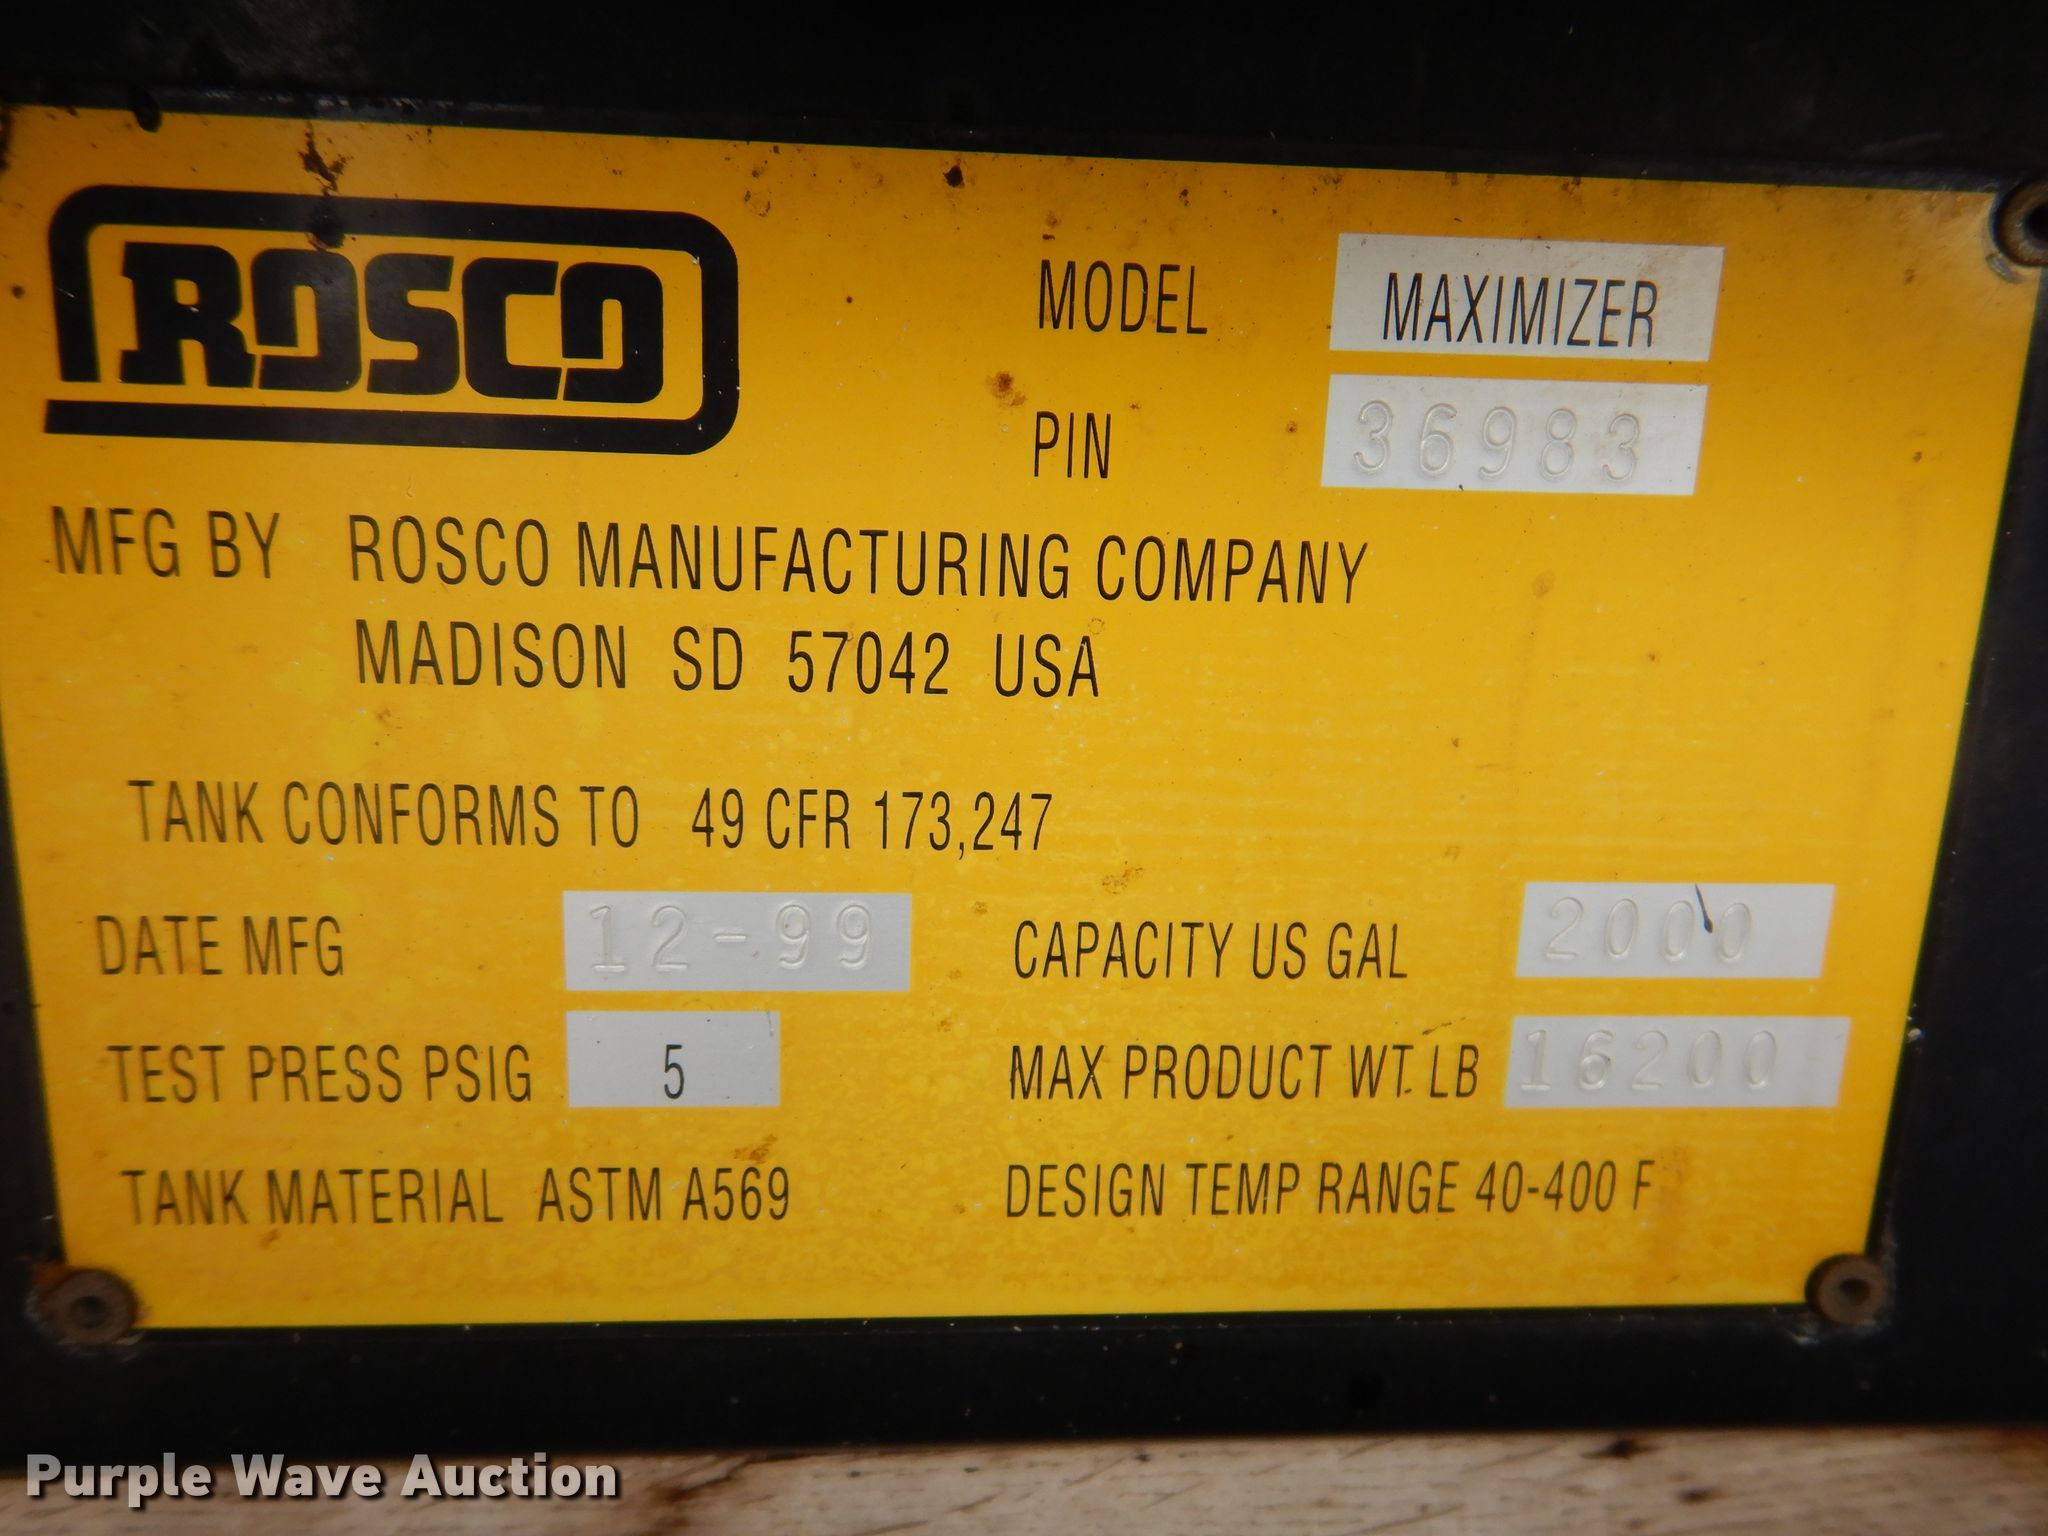 ROSCO
MODEL MAXIMIZER
PIN 36983
MFG BY ROSCO MANUFACTURING COMPANY
MADISON SD 57042 USA
TANK CONFORMS TO 49 CFR 173,247
DATE MFG 12-99 CAPACITY US GAL 2000
TEST PRESS PSIG 5 MAX PRODUCT WT. LB 16200
TANK MATERIAL ASTM A569 DESIGN TEMP RANGE 40-400 F
Purple Wave Auction